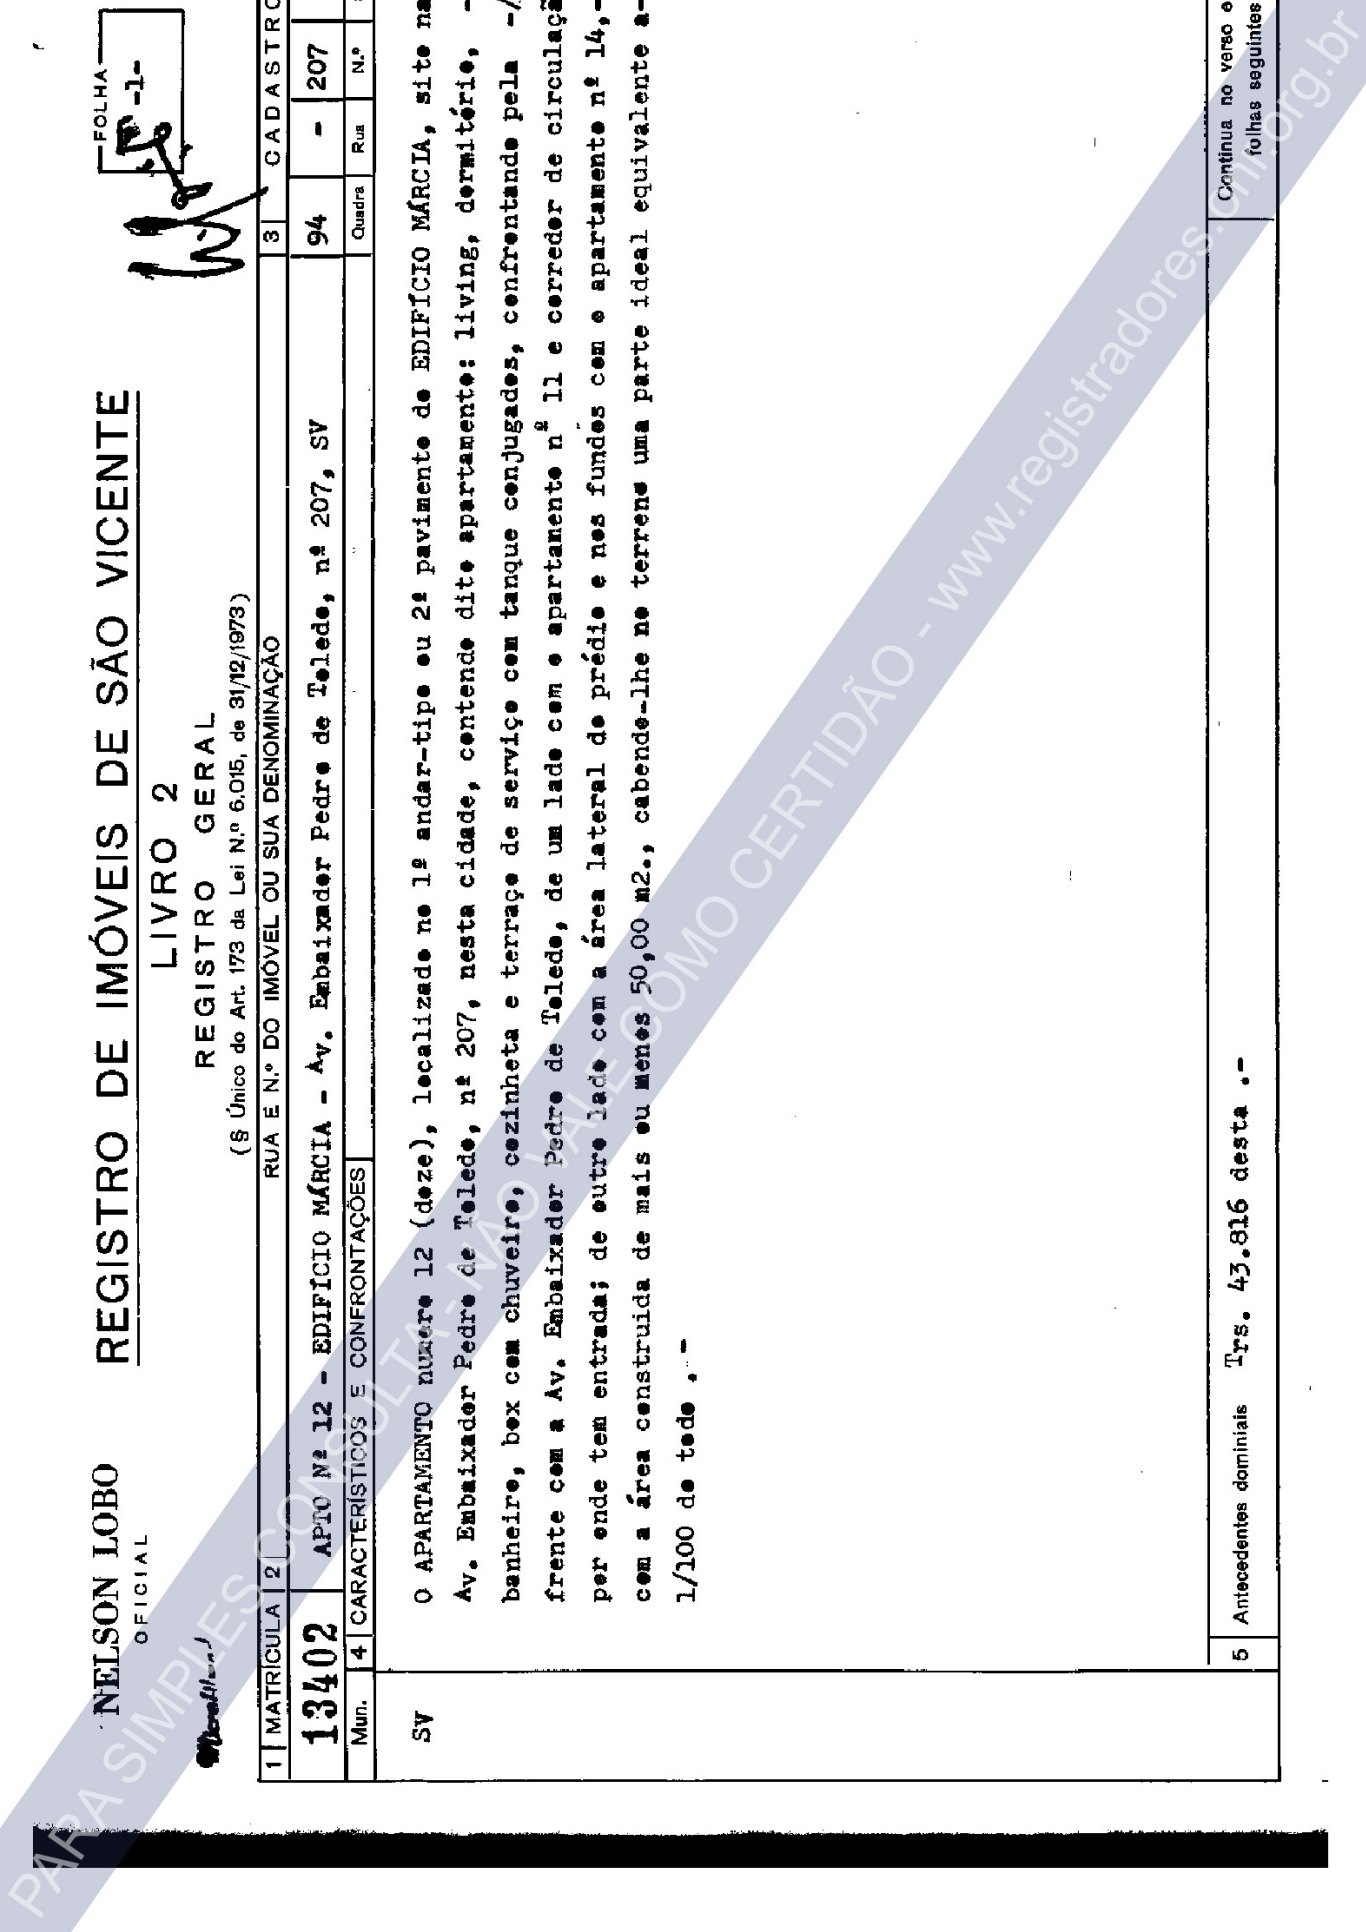 NELSON LOBO
OFICIAL
REGISTRO DE IMÓVEIS DE SÃO VICENTE
LIVRO 2
REGISTRO GERAL
(§ Único do Art. 173 da Lei N.º 6.015, de 31/12/1973)
FOLHA
-1-
1 MATRÍCULA 2 RUA E N.º DO IMÓVEL OU SUA DENOMINAÇÃO 3 CADASTRO
13402 APTO Nº 12 - EDIFÍCIO MÁRCIA - Av. Embaixador Pedro de Toledo, nº 207, SV 94 - 207
Mun. 4 CARACTERÍSTICOS E CONFRONTAÇÕES Quadra Rua N.º
SV O APARTAMENTO numero 12 (doze), localizado no 1º andar-tipo ou 2º pavimento do EDIFÍCIO MÁRCIA, sito na
Av. Embaixador Pedro de Toledo, nº 207, nesta cidade, contendo dito apartamento: living, dormitório, -
banheiro, box com chuveiro, cozinheta e terraço de serviço com tanque conjugados, confrontando pela -/
frente com a Av. Embaixador Pedro de Toledo, de um lado com o apartamento nº 11 e corredor de circulaçã
por onde tem entrada; de outro lado com a área lateral do prédio e nos fundos com o apartamento nº 14,-
com a área construida de mais ou menos 50,00 m2., cabendo-lhe no terreno uma parte ideal equivalente a-
1/100 do todo .-
5 Antecedentes dominiais Trs. 43.816 desta .-
Continua no verso e
folhas seguintes
PARA SIMPLES CONSULTA - NÃO VALE COMO CERTIDÃO - www.registradores.onr.org.br